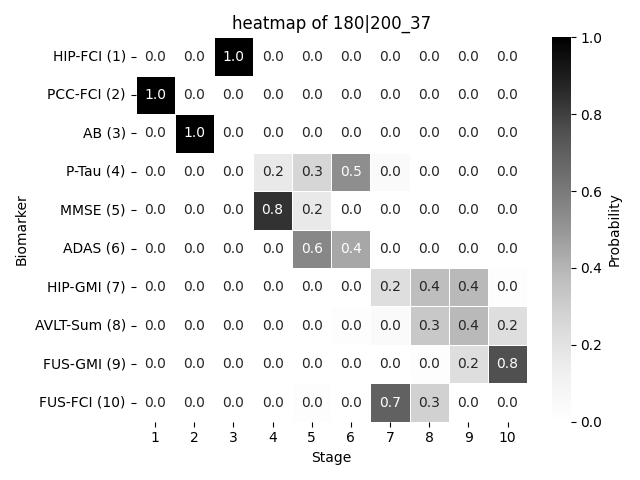 heatmap of 180|200_37
HIP-FCI (1) 0.0 0.0 1.0 0.0 0.0 0.0 0.0 0.0 0.0 0.0
PCC-FCI (2) 1.0 0.0 0.0 0.0 0.0 0.0 0.0 0.0 0.0 0.0
AB (3) 0.0 1.0 0.0 0.0 0.0 0.0 0.0 0.0 0.0 0.0
P-Tau (4) 0.0 0.0 0.0 0.2 0.3 0.5 0.0 0.0 0.0 0.0
MMSE (5) 0.0 0.0 0.0 0.8 0.2 0.0 0.0 0.0 0.0 0.0
ADAS (6) 0.0 0.0 0.0 0.0 0.6 0.4 0.0 0.0 0.0 0.0
HIP-GMI (7) 0.0 0.0 0.0 0.0 0.0 0.0 0.2 0.4 0.4 0.0
AVLT-Sum (8) 0.0 0.0 0.0 0.0 0.0 0.0 0.0 0.3 0.4 0.2
FUS-GMI (9) 0.0 0.0 0.0 0.0 0.0 0.0 0.0 0.0 0.2 0.8
FUS-FCI (10) 0.0 0.0 0.0 0.0 0.0 0.0 0.7 0.3 0.0 0.0
1 2 3 4 5 6 7 8 9 10
Stage
Biomarker
1.0
0.8
0.6
0.4
0.2
0.0
Probability